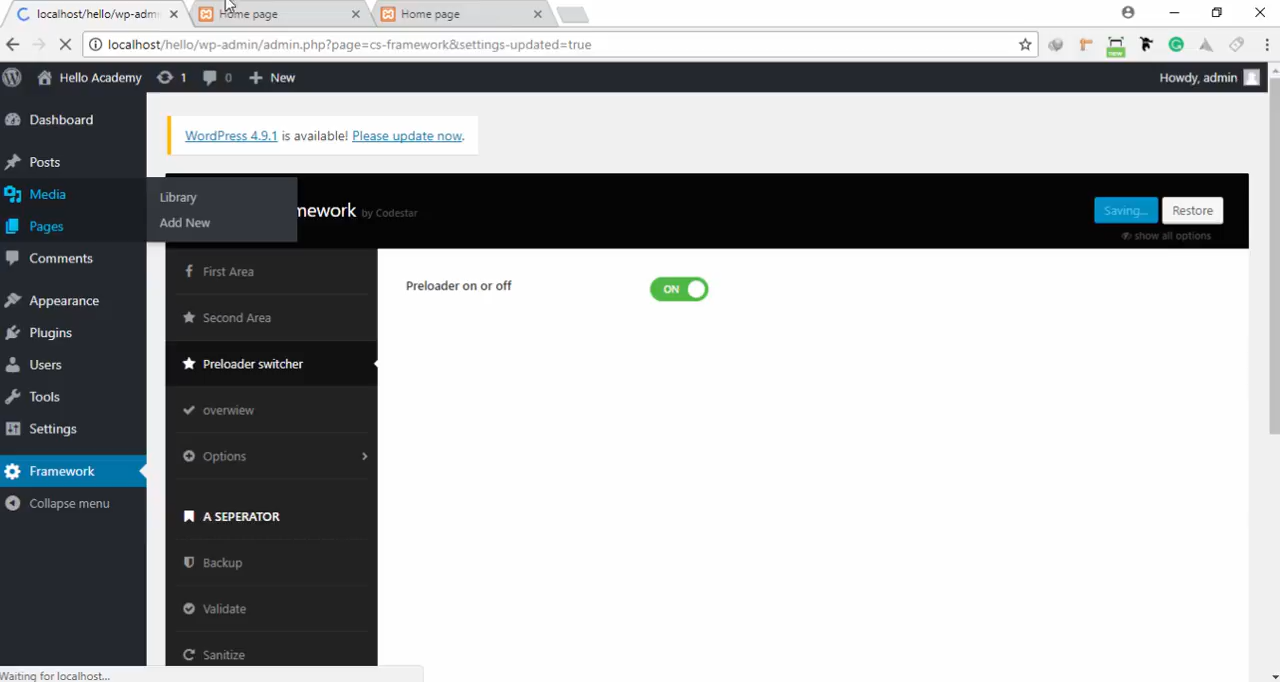 localhost/hello/wp-adm
Home page
Home page
localhost/hello/wp-admin/admin.php?page=cs-framework&settings-updated=true
new
Hello Academy
1
0
New
Howdy, admin
Dashboard
Posts
Media
Pages
Comments
Appearance
Plugins
Users
Tools
Settings
Framework
Collapse menu
Library
Add New
WordPress 4.9.1 is available! Please update now.
mework by Codestar
Saving...
Restore
show all options
First Area
Second Area
Preloader switcher
overwiew
Options
A SEPERATOR
Backup
Validate
Sanitize
Preloader on or off
ON
Waiting for localhost...